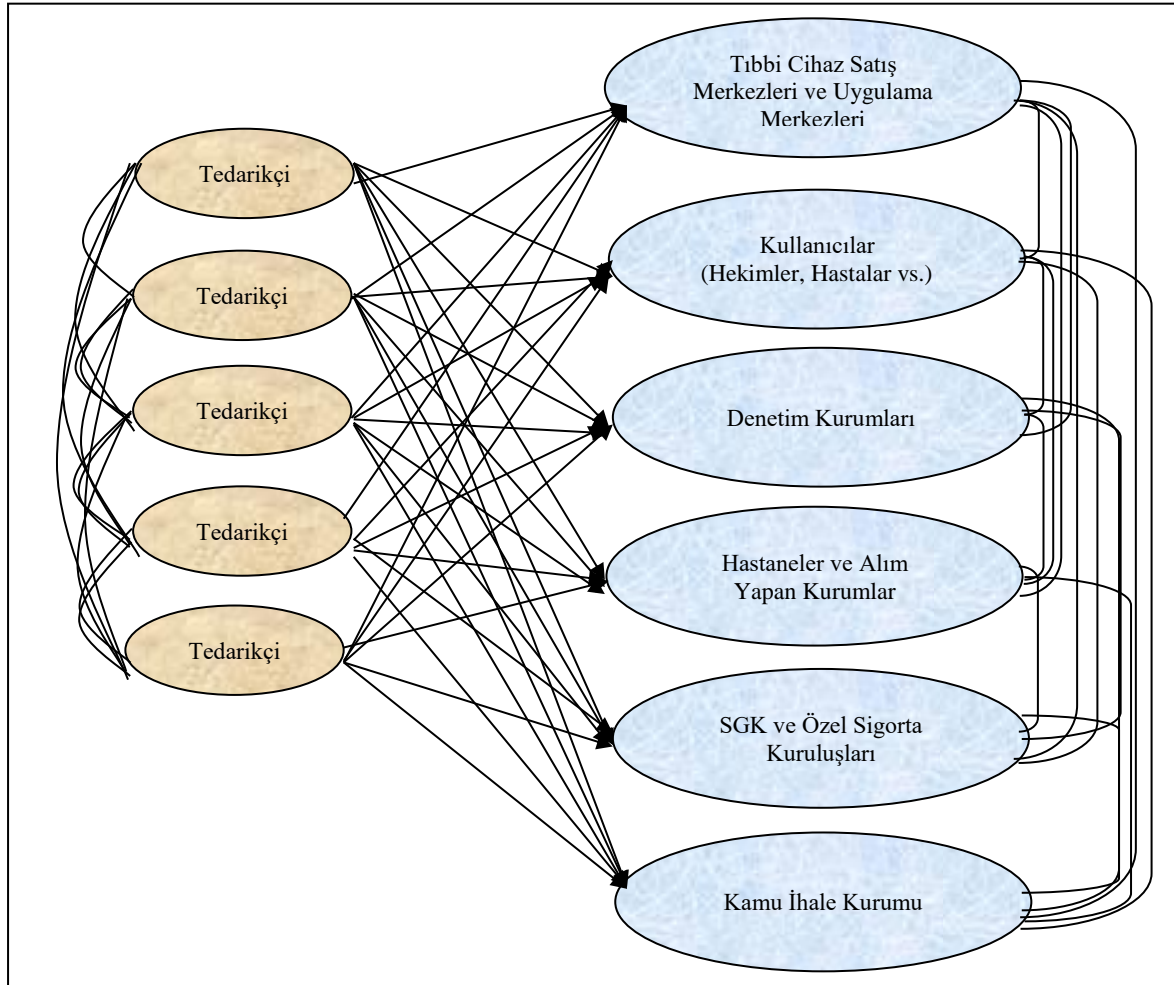 Tedarikçi
Tedarikçi
Tedarikçi
Tedarikçi
Tedarikçi
Tıbbi Cihaz Satış
Merkezleri ve Uygulama
Merkezleri
Kullanıcılar
(Hekimler, Hastalar vs.)
Denetim Kurumları
Hastaneler ve Alım
Yapan Kurumlar
SGK ve Özel Sigorta
Kuruluşları
Kamu İhale Kurumu